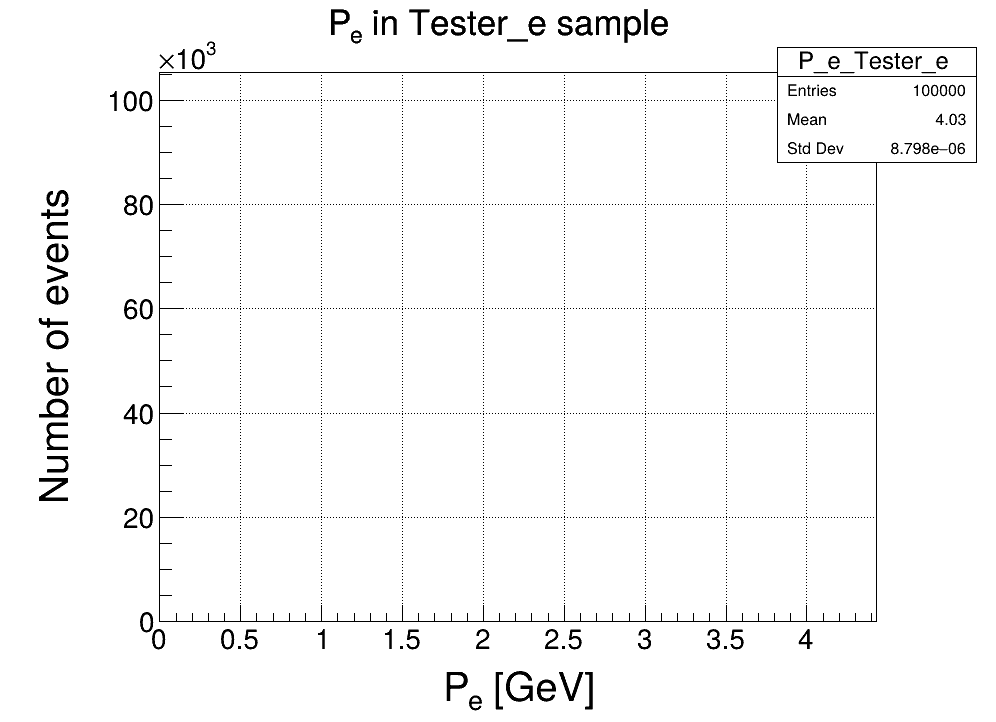 Pe in Tester_e sample
×10³
P_e_Tester_e
Entries 100000
Mean 4.03
Std Dev 8.798e−06
100
80
60
40
20
0
Number of events
0 0.5 1 1.5 2 2.5 3 3.5 4
Pe [GeV]